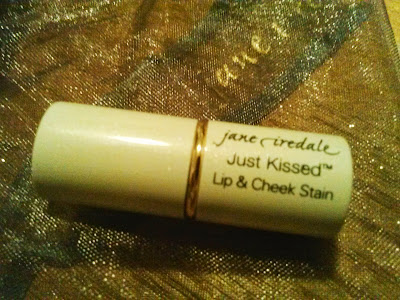 jane iredale
Just Kissed™
Lip & Cheek Stain